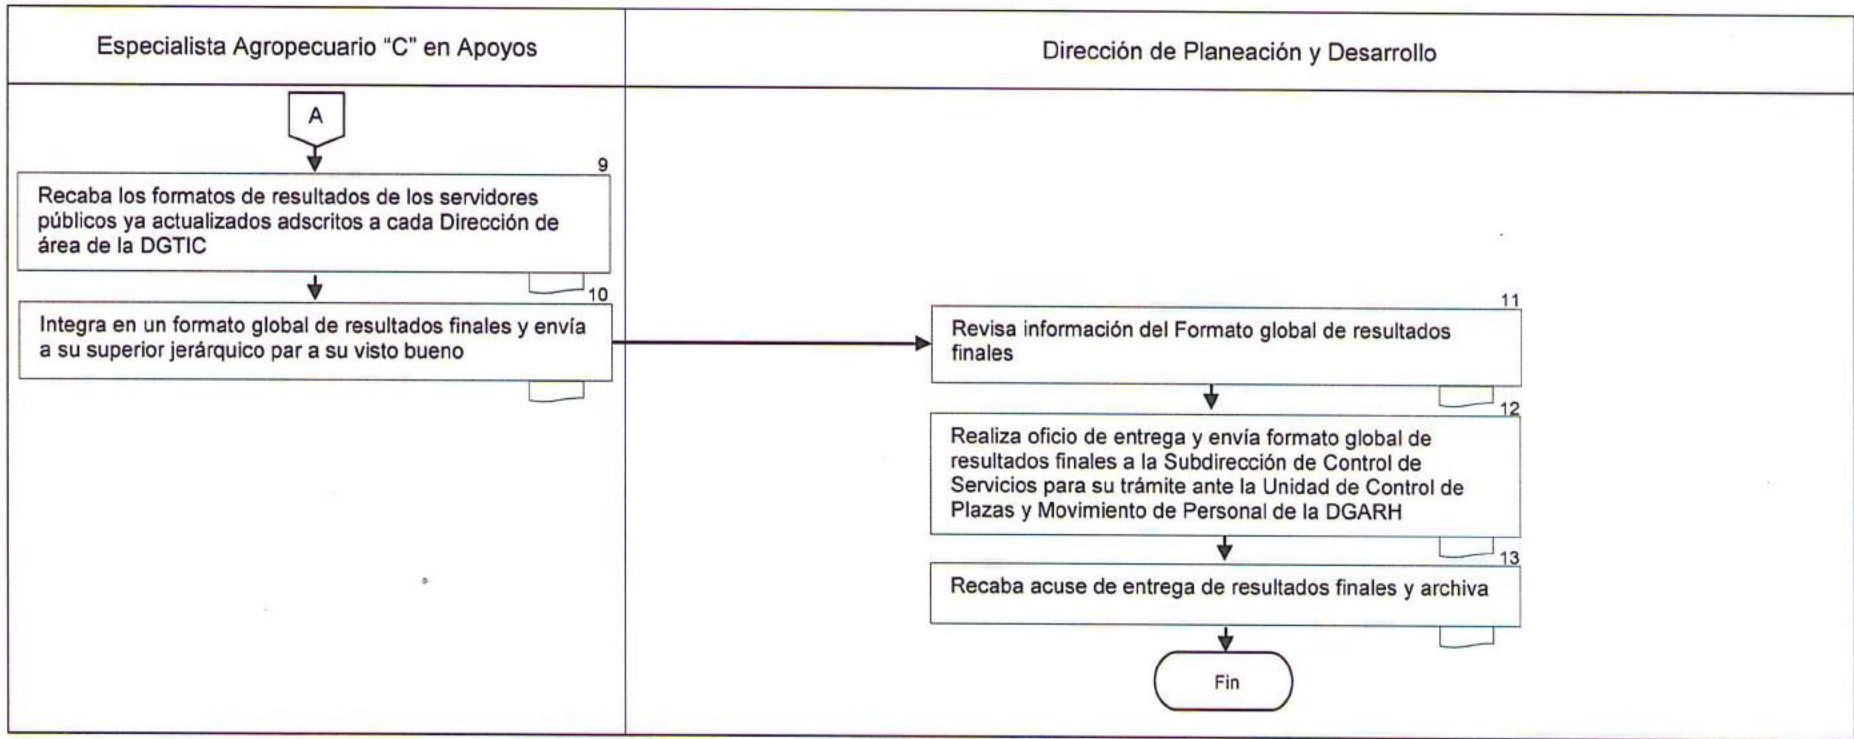 Especialista Agropecuario "C" en Apoyos
Dirección de Planeación y Desarrollo
A
9
Recaba los formatos de resultados de los servidores
públicos ya actualizados adscritos a cada Dirección de
área de la DGTIC
10
Integra en un formato global de resultados finales y envía
a su superior jerárquico par a su visto bueno
11
Revisa información del Formato global de resultados
finales
12
Realiza oficio de entrega y envía formato global de
resultados finales a la Subdirección de Control de
Servicios para su trámite ante la Unidad de Control de
Plazas y Movimiento de Personal de la DGARH
13
Recaba acuse de entrega de resultados finales y archiva
Fin